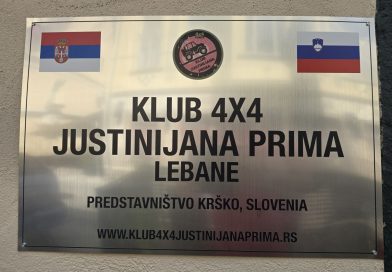 KLUB 4X4
JUSTINIJANA PRIMA
LEBANE
PREDSTAVNIŠTVO KRŠKO, SLOVENIA
WWW.KLUB4X4JUSTINIJANAPRIMA.RS